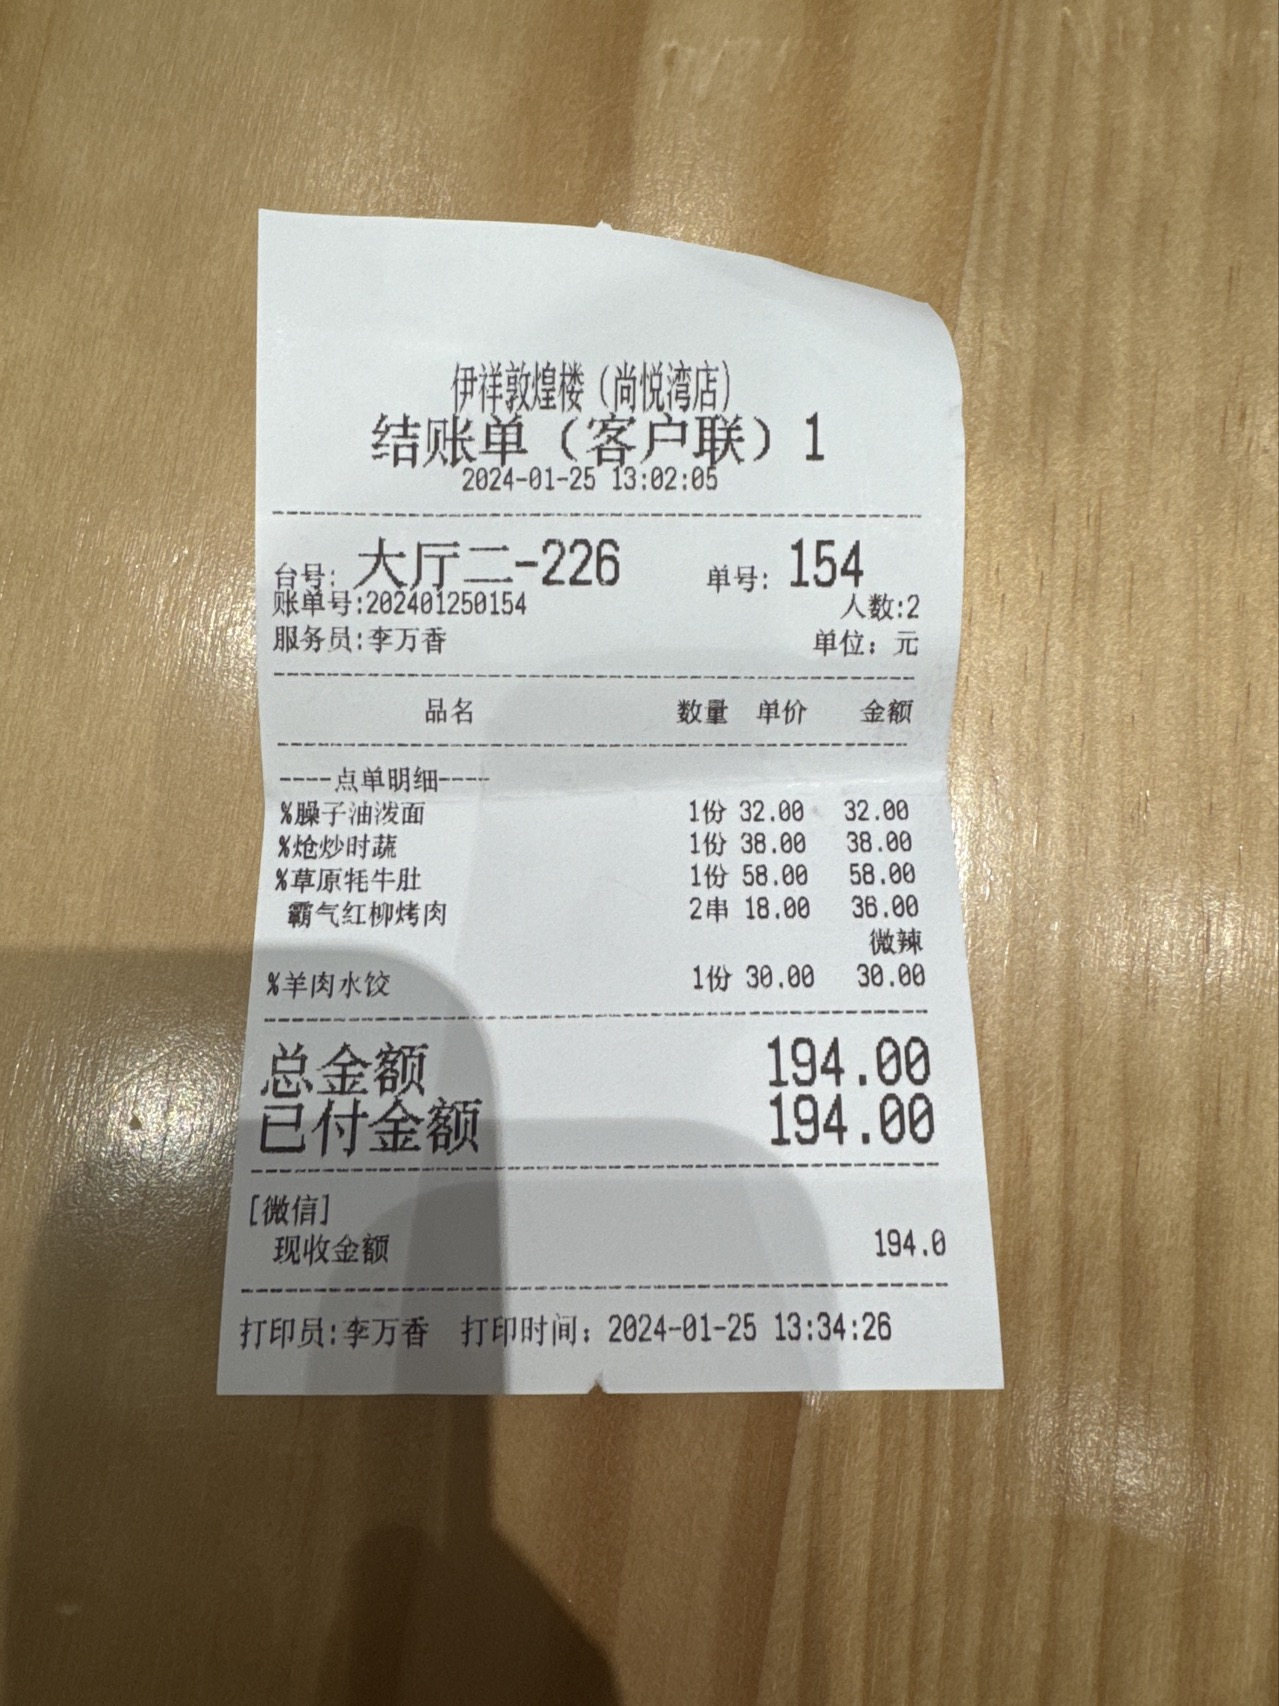 伊祥敦煌楼（尚悦湾店）
结账单（客户联）1
2024-01-25 13:02:05
台号: 大厅二-226 单号: 154
账单号:202401250154 人数:2
服务员:李万香 单位: 元
品名 数量 单价 金额
----点单明细----
%臊子油泼面 1份 32.00 32.00
%炝炒时蔬 1份 38.00 38.00
%草原牦牛肚 1份 58.00 58.00
霸气红柳烤肉 2串 18.00 36.00
微辣
%羊肉水饺 1份 30.00 30.00
总金额 194.00
已付金额 194.00
[微信]
现收金额 194.0
打印员:李万香 打印时间: 2024-01-25 13:34:26